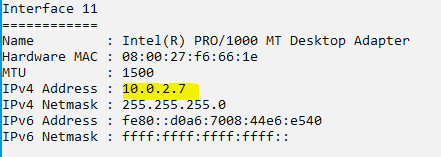 Interface 11
============
Name         : Intel(R) PRO/1000 MT Desktop Adapter
Hardware MAC : 08:00:27:f6:66:1e
MTU          : 1500
IPv4 Address : 10.0.2.7
IPv4 Netmask : 255.255.255.0
IPv6 Address : fe80::d0a6:7008:44e6:e540
IPv6 Netmask : ffff:ffff:ffff:ffff::